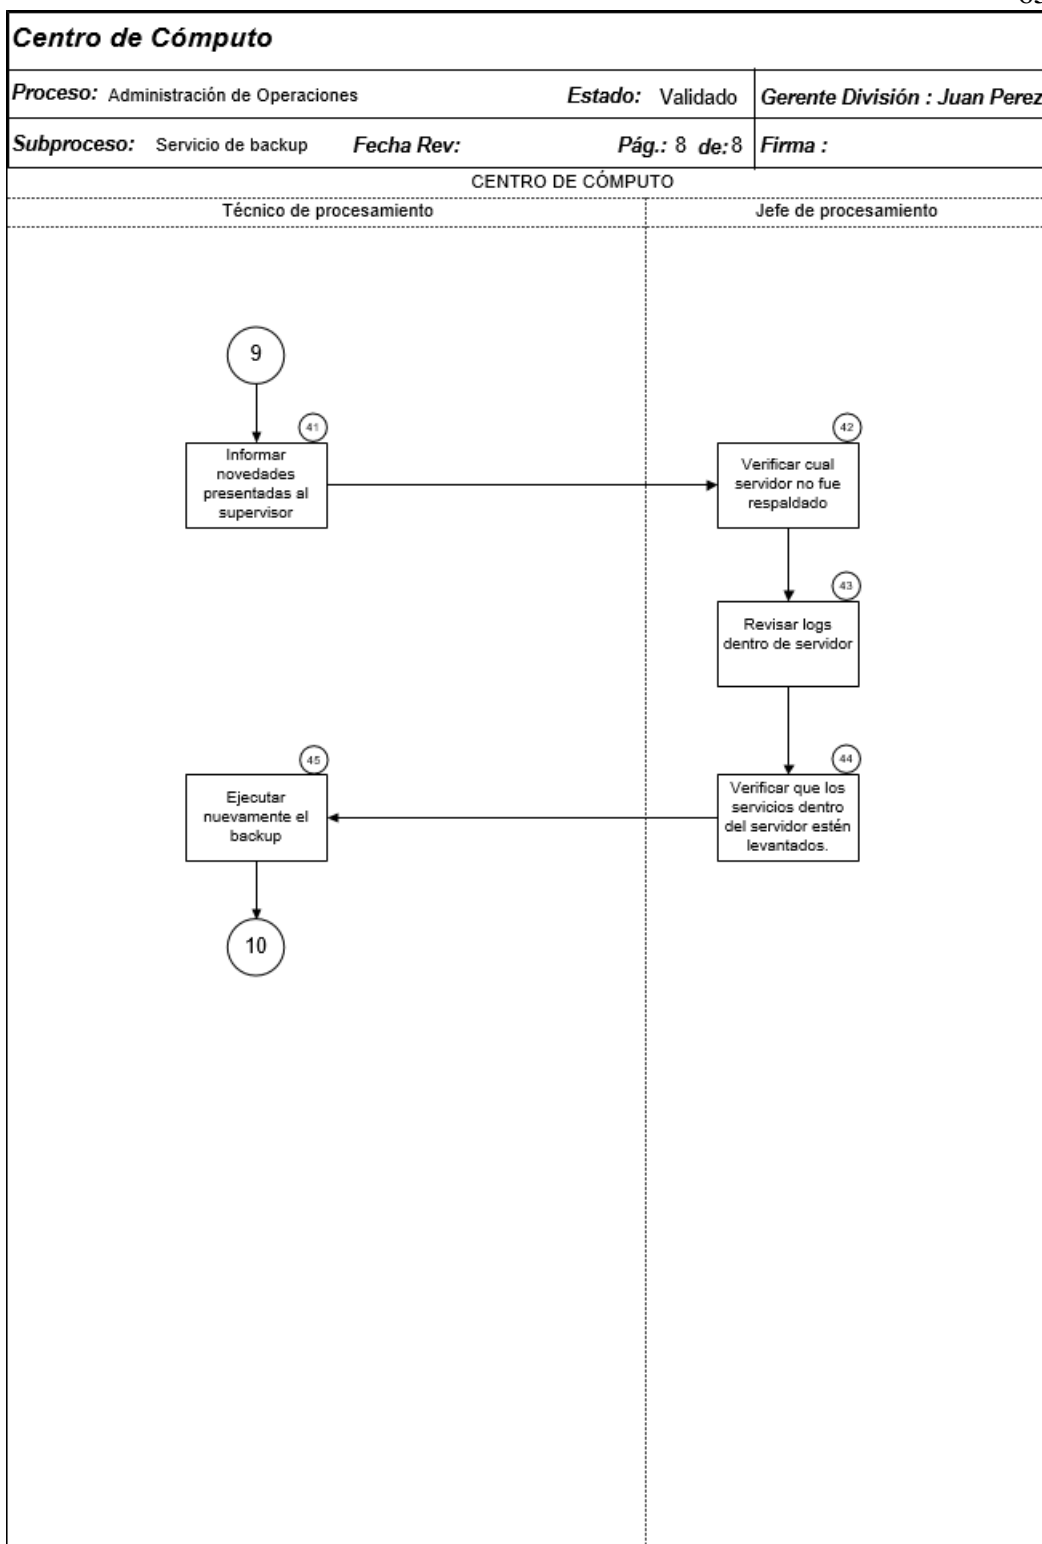 Centro de Cómputo
Proceso: Administración de Operaciones Estado: Validado Gerente División : Juan Perez
Subproceso: Servicio de backup Fecha Rev: Pág.: 8 de: 8 Firma :
CENTRO DE CÓMPUTO
Técnico de procesamiento Jefe de procesamiento
9
41
Informar
novedades
presentadas al
supervisor
42
Verificar cual
servidor no fue
respaldado
43
Revisar logs
dentro de servidor
44
Verificar que los
servicios dentro
del servidor estén
levantados.
45
Ejecutar
nuevamente el
backup
10